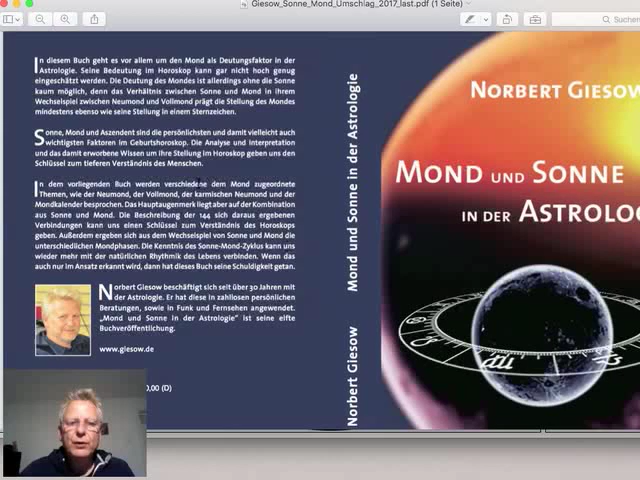 Giesow_Sonne_Mond_Umschlag_2017_last.pdf (1 Seite)
Suchen
In diesem Buch geht es vor allem um den Mond als Deutungsfaktor in der
Astrologie. Seine Bedeutung im Horoskop kann gar nicht hoch genug
eingeschätzt werden. Die Deutung des Mondes ist allerdings ohne die Sonne
kaum möglich, denn das Verhältnis zwischen Sonne und Mond in ihrem
Wechselspiel zwischen Neumond und Vollmond prägt die Stellung des Mondes
mindestens ebenso wie seine Stellung in einem Sternzeichen.
Sonne, Mond und Aszendent sind die persönlichsten und damit vielleicht auch
wichtigsten Faktoren im Geburtshoroskop. Die Analyse und Interpretation
und das damit erworbene Wissen um ihre Stellung im Horoskop geben uns den
Schlüssel zum tieferen Verständnis des Menschen.
In dem vorliegenden Buch werden verschiedene dem Mond zugeordnete
Themen, wie der Neumond, der Vollmond, der karmischen Neumond und der
Mondkalender besprochen. Das Hauptaugenmerk liegt aber auf der Kombination
aus Sonne und Mond. Die Beschreibung der 144 sich daraus ergebenen
Verbindungen kann uns einen Schlüssel zum Verständnis des Horoskops
geben. Außerdem ergeben sich aus dem Wechselspiel von Sonne und Mond die
unterschiedlichen Mondphasen. Die Kenntnis des Sonne-Mond-Zyklus kann uns
wieder mehr mit der natürlichen Rhythmik des Lebens verbinden. Wenn das
auch nur im Ansatz erkannt wird, dann hat dieses Buch seine Schuldigkeit getan.
Norbert Giesow beschäftigt sich seit über 30 Jahren mit
der Astrologie. Er hat diese in zahllosen persönlichen
Beratungen, sowie in Funk und Fernsehen angewendet.
„Mond und Sonne in der Astrologie" ist seine elfte
Buchveröffentlichung.
www.giesow.de
0,00 (D)
Norbert Giesow Mond und Sonne in der Astrologie
NORBERT GIESOW
MOND UND SONNE
IN DER ASTROLO